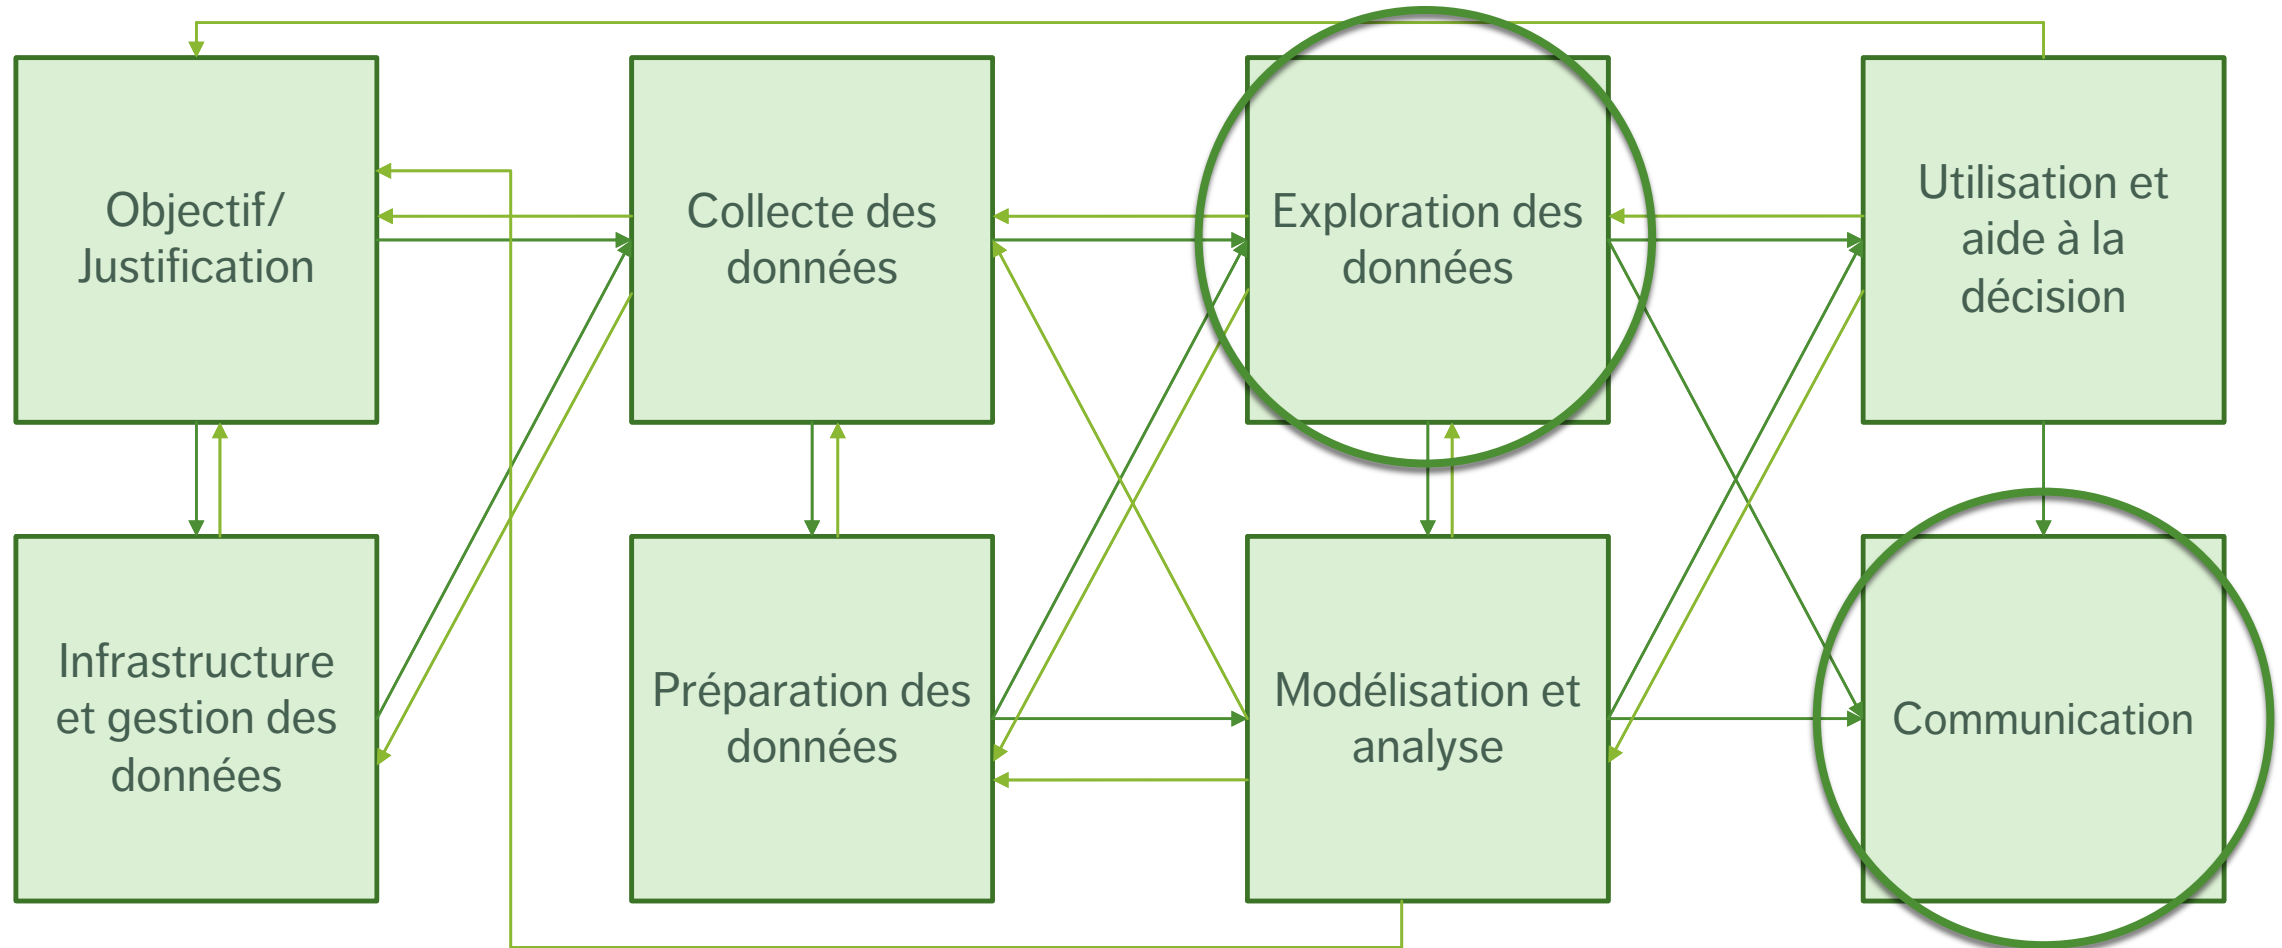 Objectif/
Justification
Collecte des
données
Exploration des
données
Utilisation et
aide à la
décision
Infrastructure
et gestion des
données
Préparation des
données
Modélisation et
analyse
Communication